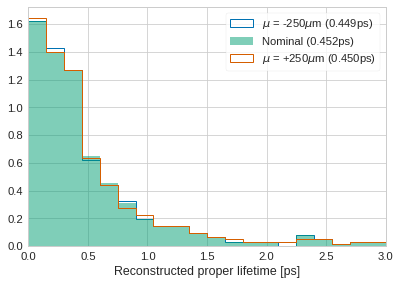 1.6
1.4
1.2
1.0
0.8
0.6
0.4
0.2
0.0
μ = -250μm (0.449ps)
Nominal (0.452ps)
μ = +250μm (0.450ps)
0.0 0.5 1.0 1.5 2.0 2.5 3.0
Reconstructed proper lifetime [ps]